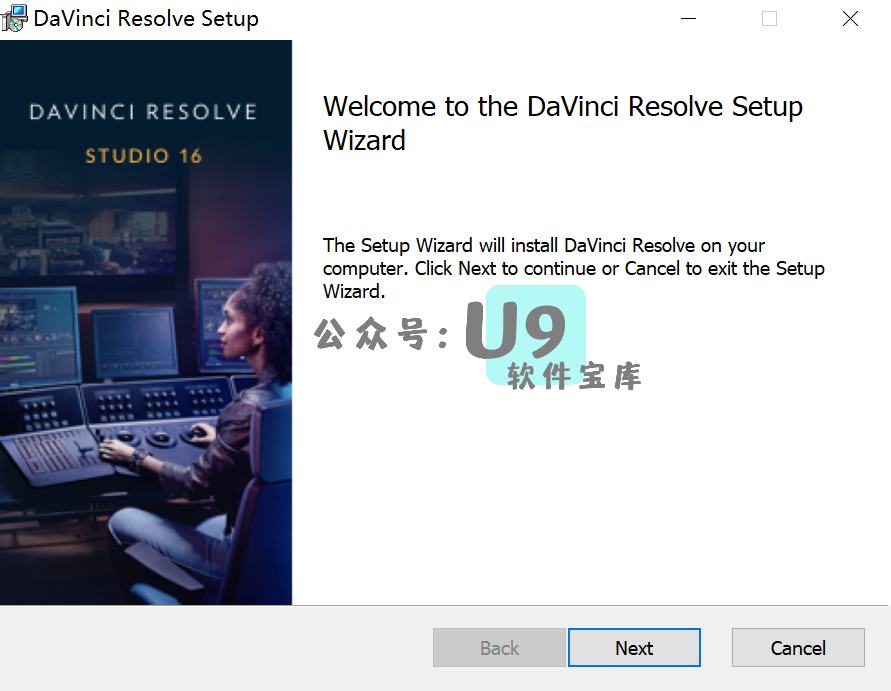 DaVinci Resolve Setup
DAVINCI RESOLVE
STUDIO 16
Welcome to the DaVinci Resolve Setup
Wizard
The Setup Wizard will install DaVinci Resolve on your
computer. Click Next to continue or Cancel to exit the Setup
Wizard.
公众号:U9
软件宝库
Back
Next
Cancel